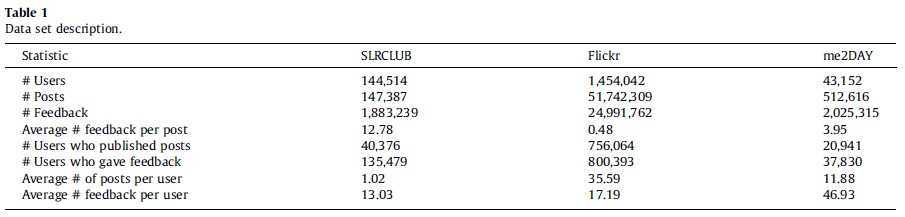 Table 1
Data set description.
Statistic SLRCLUB Flickr me2DAY
# Users 144,514 1,454,042 43,152
# Posts 147,387 51,742,309 512,616
# Feedback 1,883,239 24,991,762 2,025,315
Average # feedback per post 12.78 0.48 3.95
# Users who published posts 40,376 756,064 20,941
# Users who gave feedback 135,479 800,393 37,830
Average # of posts per user 1.02 35.59 11.88
Average # feedback per user 13.03 17.19 46.93